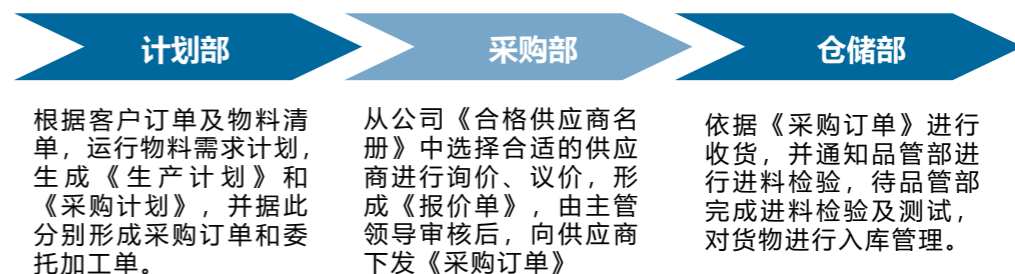 计划部
采购部
仓储部
根据客户订单及物料清
单，运行物料需求计划，
生成《生产计划》和
《采购计划》，并据此
分别形成采购订单和委
托加工单。
从公司《合格供应商名
册》中选择合适的供应
商进行询价、议价，形
成《报价单》，由主管
领导审核后，向供应商
下发《采购订单》
依据《采购订单》进行
收货，并通知品管部进
行进料检验，待品管部
完成进料检验及测试，
对货物进行入库管理。